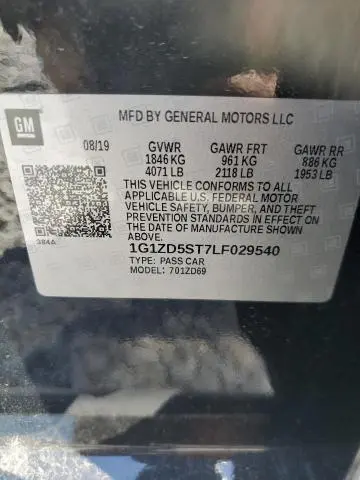 GM
MFD BY GENERAL MOTORS LLC
08/19 GVWR GAWR FRT GAWR RR
1846 KG 961 KG 886 KG
4071 LB 2118 LB 1953 LB
THIS VEHICLE CONFORMS TO ALL
APPLICABLE U.S. FEDERAL MOTOR
VEHICLE SAFETY, BUMPER, AND THEFT
PREVENTION STANDARDS IN EFFECT ON
THE DATE OF MANUFACTURE SHOWN
ABOVE.
384A
1G1ZD5ST7LF029540
TYPE: PASS CAR
MODEL: 701ZD69